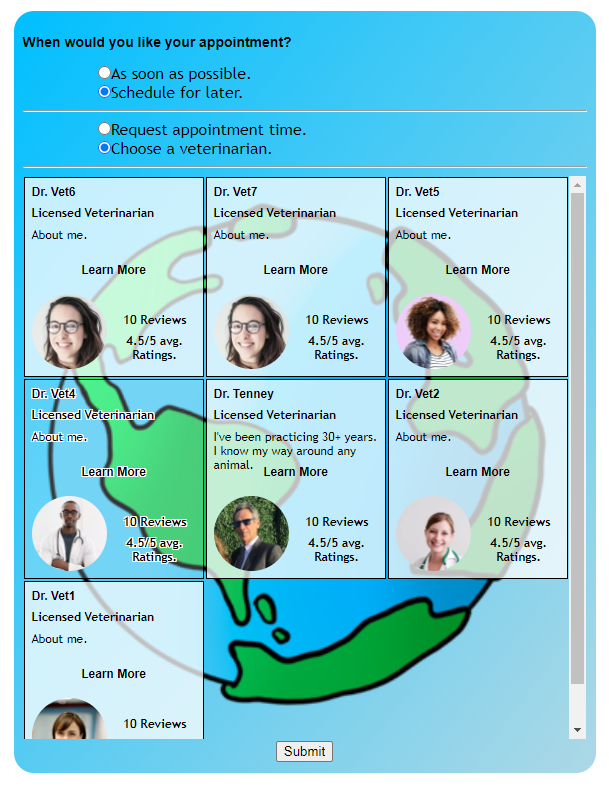 When would you like your appointment?
As soon as possible.
Schedule for later.
Request appointment time.
Choose a veterinarian.
Dr. Vet6
Licensed Veterinarian
About me.
Learn More
10 Reviews
4.5/5 avg.
Ratings.
Dr. Vet7
Licensed Veterinarian
About me.
Learn More
10 Reviews
4.5/5 avg.
Ratings.
Dr. Vet5
Licensed Veterinarian
About me.
Learn More
10 Reviews
4.5/5 avg.
Ratings.
Dr. Vet4
Licensed Veterinarian
About me.
Learn More
10 Reviews
4.5/5 avg.
Ratings.
Dr. Tenney
Licensed Veterinarian
I've been practicing 30+ years.
I know my way around any
animal.
Learn More
10 Reviews
4.5/5 avg.
Ratings.
Dr. Vet2
Licensed Veterinarian
About me.
Learn More
10 Reviews
4.5/5 avg.
Ratings.
Dr. Vet1
Licensed Veterinarian
About me.
Learn More
10 Reviews
Submit